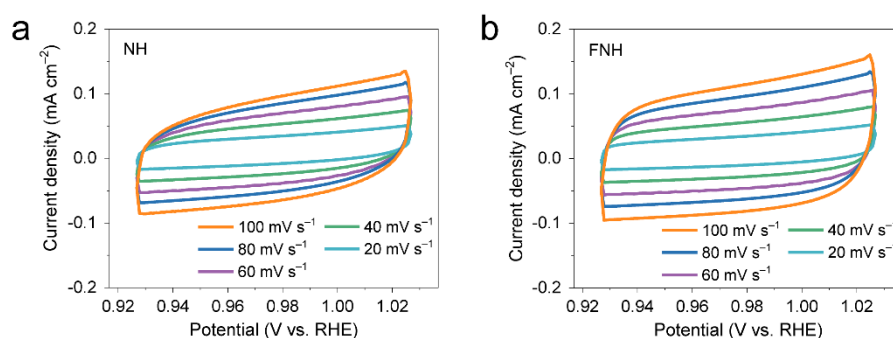 a
NH
Current density (mA cm⁻²)
0.2
0.1
0.0
-0.1
-0.2
100 mV s⁻¹
80 mV s⁻¹
60 mV s⁻¹
40 mV s⁻¹
20 mV s⁻¹
0.92 0.94 0.96 0.98 1.00 1.02
Potential (V vs. RHE)
b
FNH
Current density (mA cm⁻²)
0.2
0.1
0.0
-0.1
-0.2
100 mV s⁻¹
80 mV s⁻¹
60 mV s⁻¹
40 mV s⁻¹
20 mV s⁻¹
0.92 0.94 0.96 0.98 1.00 1.02
Potential (V vs. RHE)